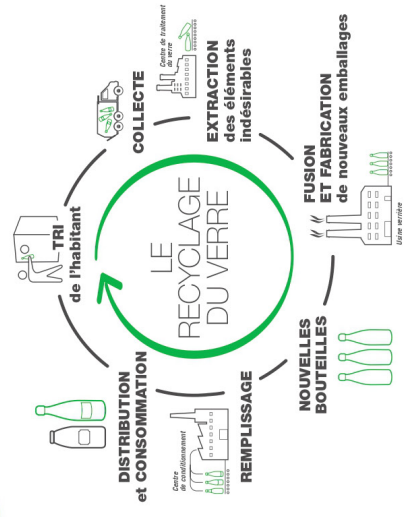 LE
RECYCLAGE
DU VERRE
TRI
de l'habitant
COLLECTE
Centre de traitement
du verre
EXTRACTION
des éléments
indésirables
FUSION
ET FABRICATION
de nouveaux emballages
Usine verrière
NOUVELLES
BOUTEILLES
REMPLISSAGE
Centre
de conditionnement
DISTRIBUTION
et CONSOMMATION